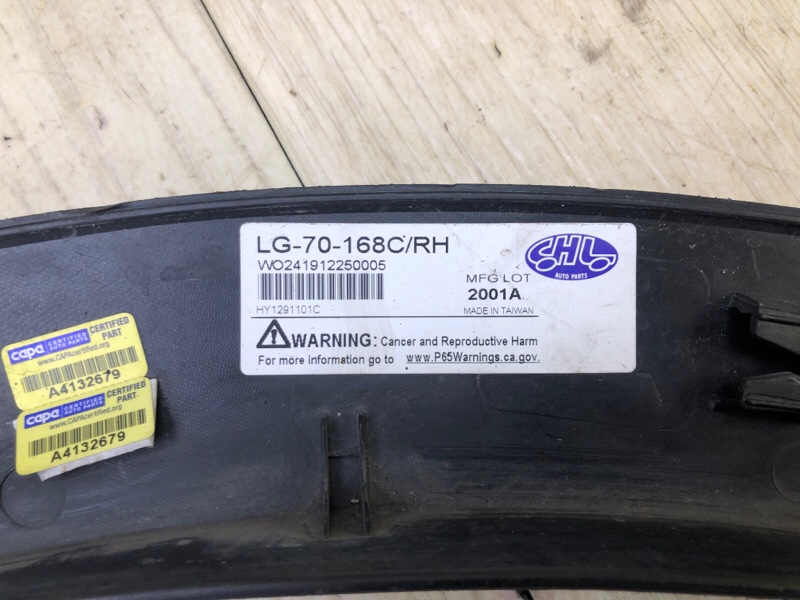 LG-70-168C/RH
WO241912250005
HY1291101C
CHL
AUTO PARTS
MFG LOT
2001A
MADE IN TAIWAN
WARNING: Cancer and Reproductive Harm
For more information go to www.P65Warnings.ca.gov.
capa CERTIFIED AUTO PARTS
CERTIFIED PART
www.CAPAcertified.org
A4132679
capa CERTIFIED AUTO PARTS
CERTIFIED PART
www.CAPAcertified.org
A4132679